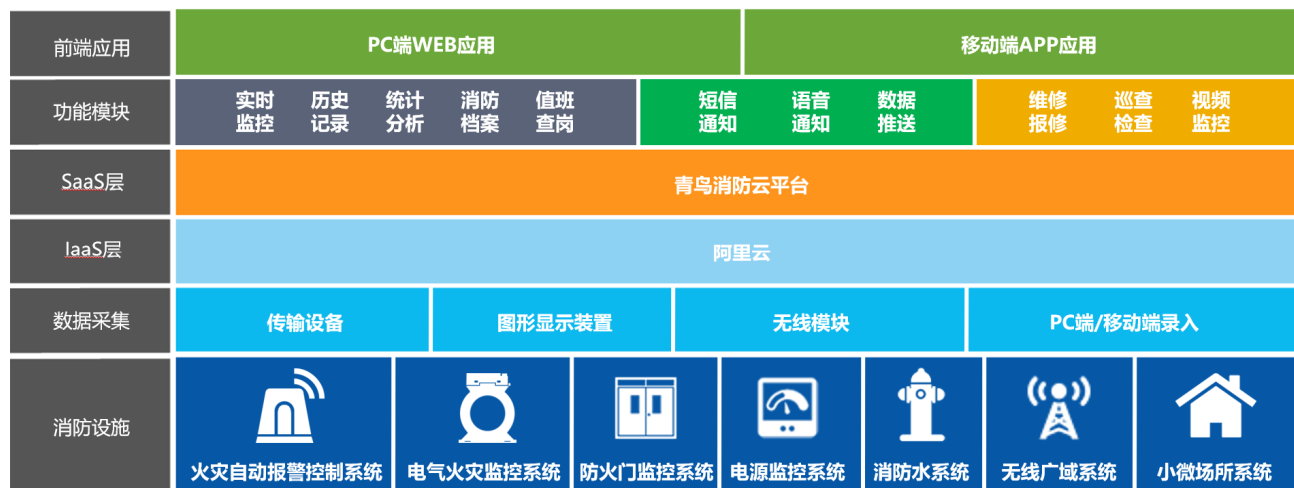 前端应用
PC端WEB应用
移动端APP应用
功能模块
实时
监控
历史
记录
统计
分析
消防
档案
值班
查岗
短信
通知
语音
通知
数据
推送
维修
报修
巡查
检查
视频
监控
SaaS层
青鸟消防云平台
IaaS层
阿里云
数据采集
传输设备
图形显示装置
无线模块
PC端/移动端录入
消防设施
火灾自动报警控制系统
电气火灾监控系统
防火门监控系统
电源监控系统
消防水系统
无线广域系统
小微场所系统